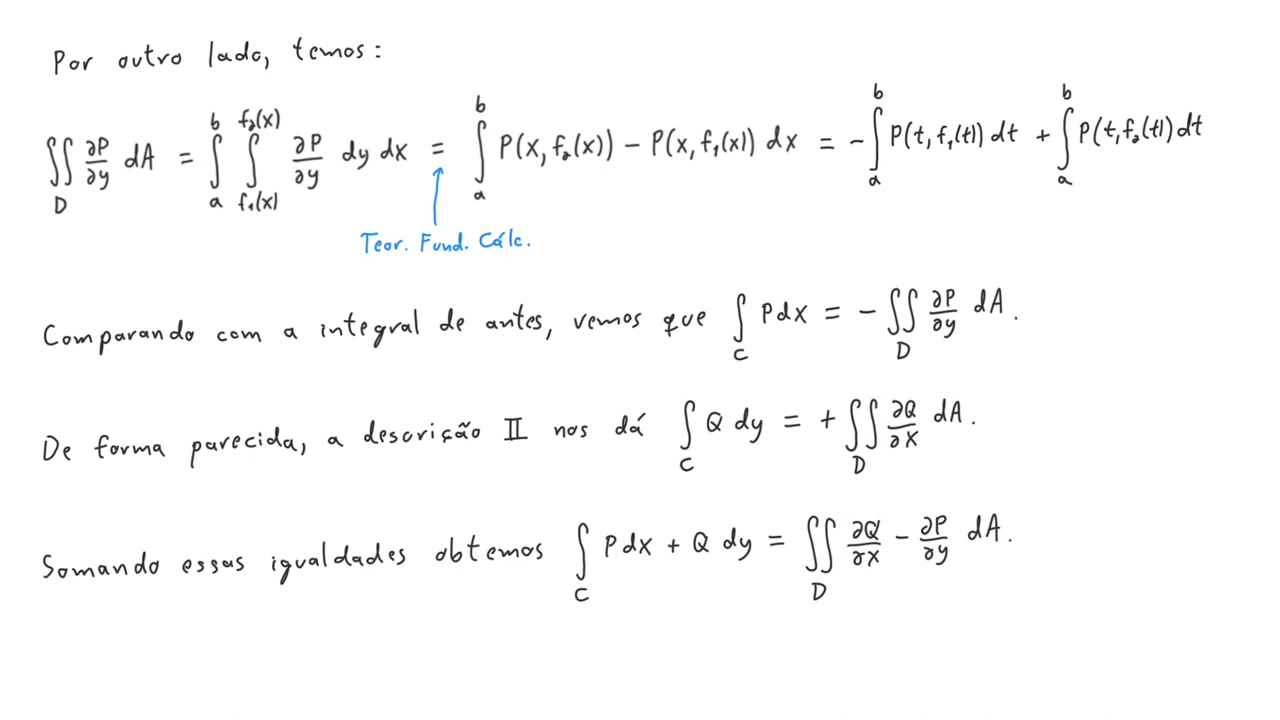 Por outro lado, temos:
∬_D ∂P/∂y dA = ∫_a^b ∫_{f₁(x)}^{f₂(x)} ∂P/∂y dy dx = ∫_a^b P(x, f₂(x)) − P(x, f₁(x)) dx = −∫_a^b P(t, f₁(t)) dt + ∫_a^b P(t, f₂(t)) dt
Teor. Fund. Cálc.
Comparando com a integral de antes, vemos que ∫_C P dx = −∬_D ∂P/∂y dA.
De forma parecida, a descrição II nos dá ∫_C Q dy = +∬_D ∂Q/∂x dA.
Somando essas igualdades obtemos ∫_C P dx + Q dy = ∬_D ∂Q/∂x − ∂P/∂y dA.